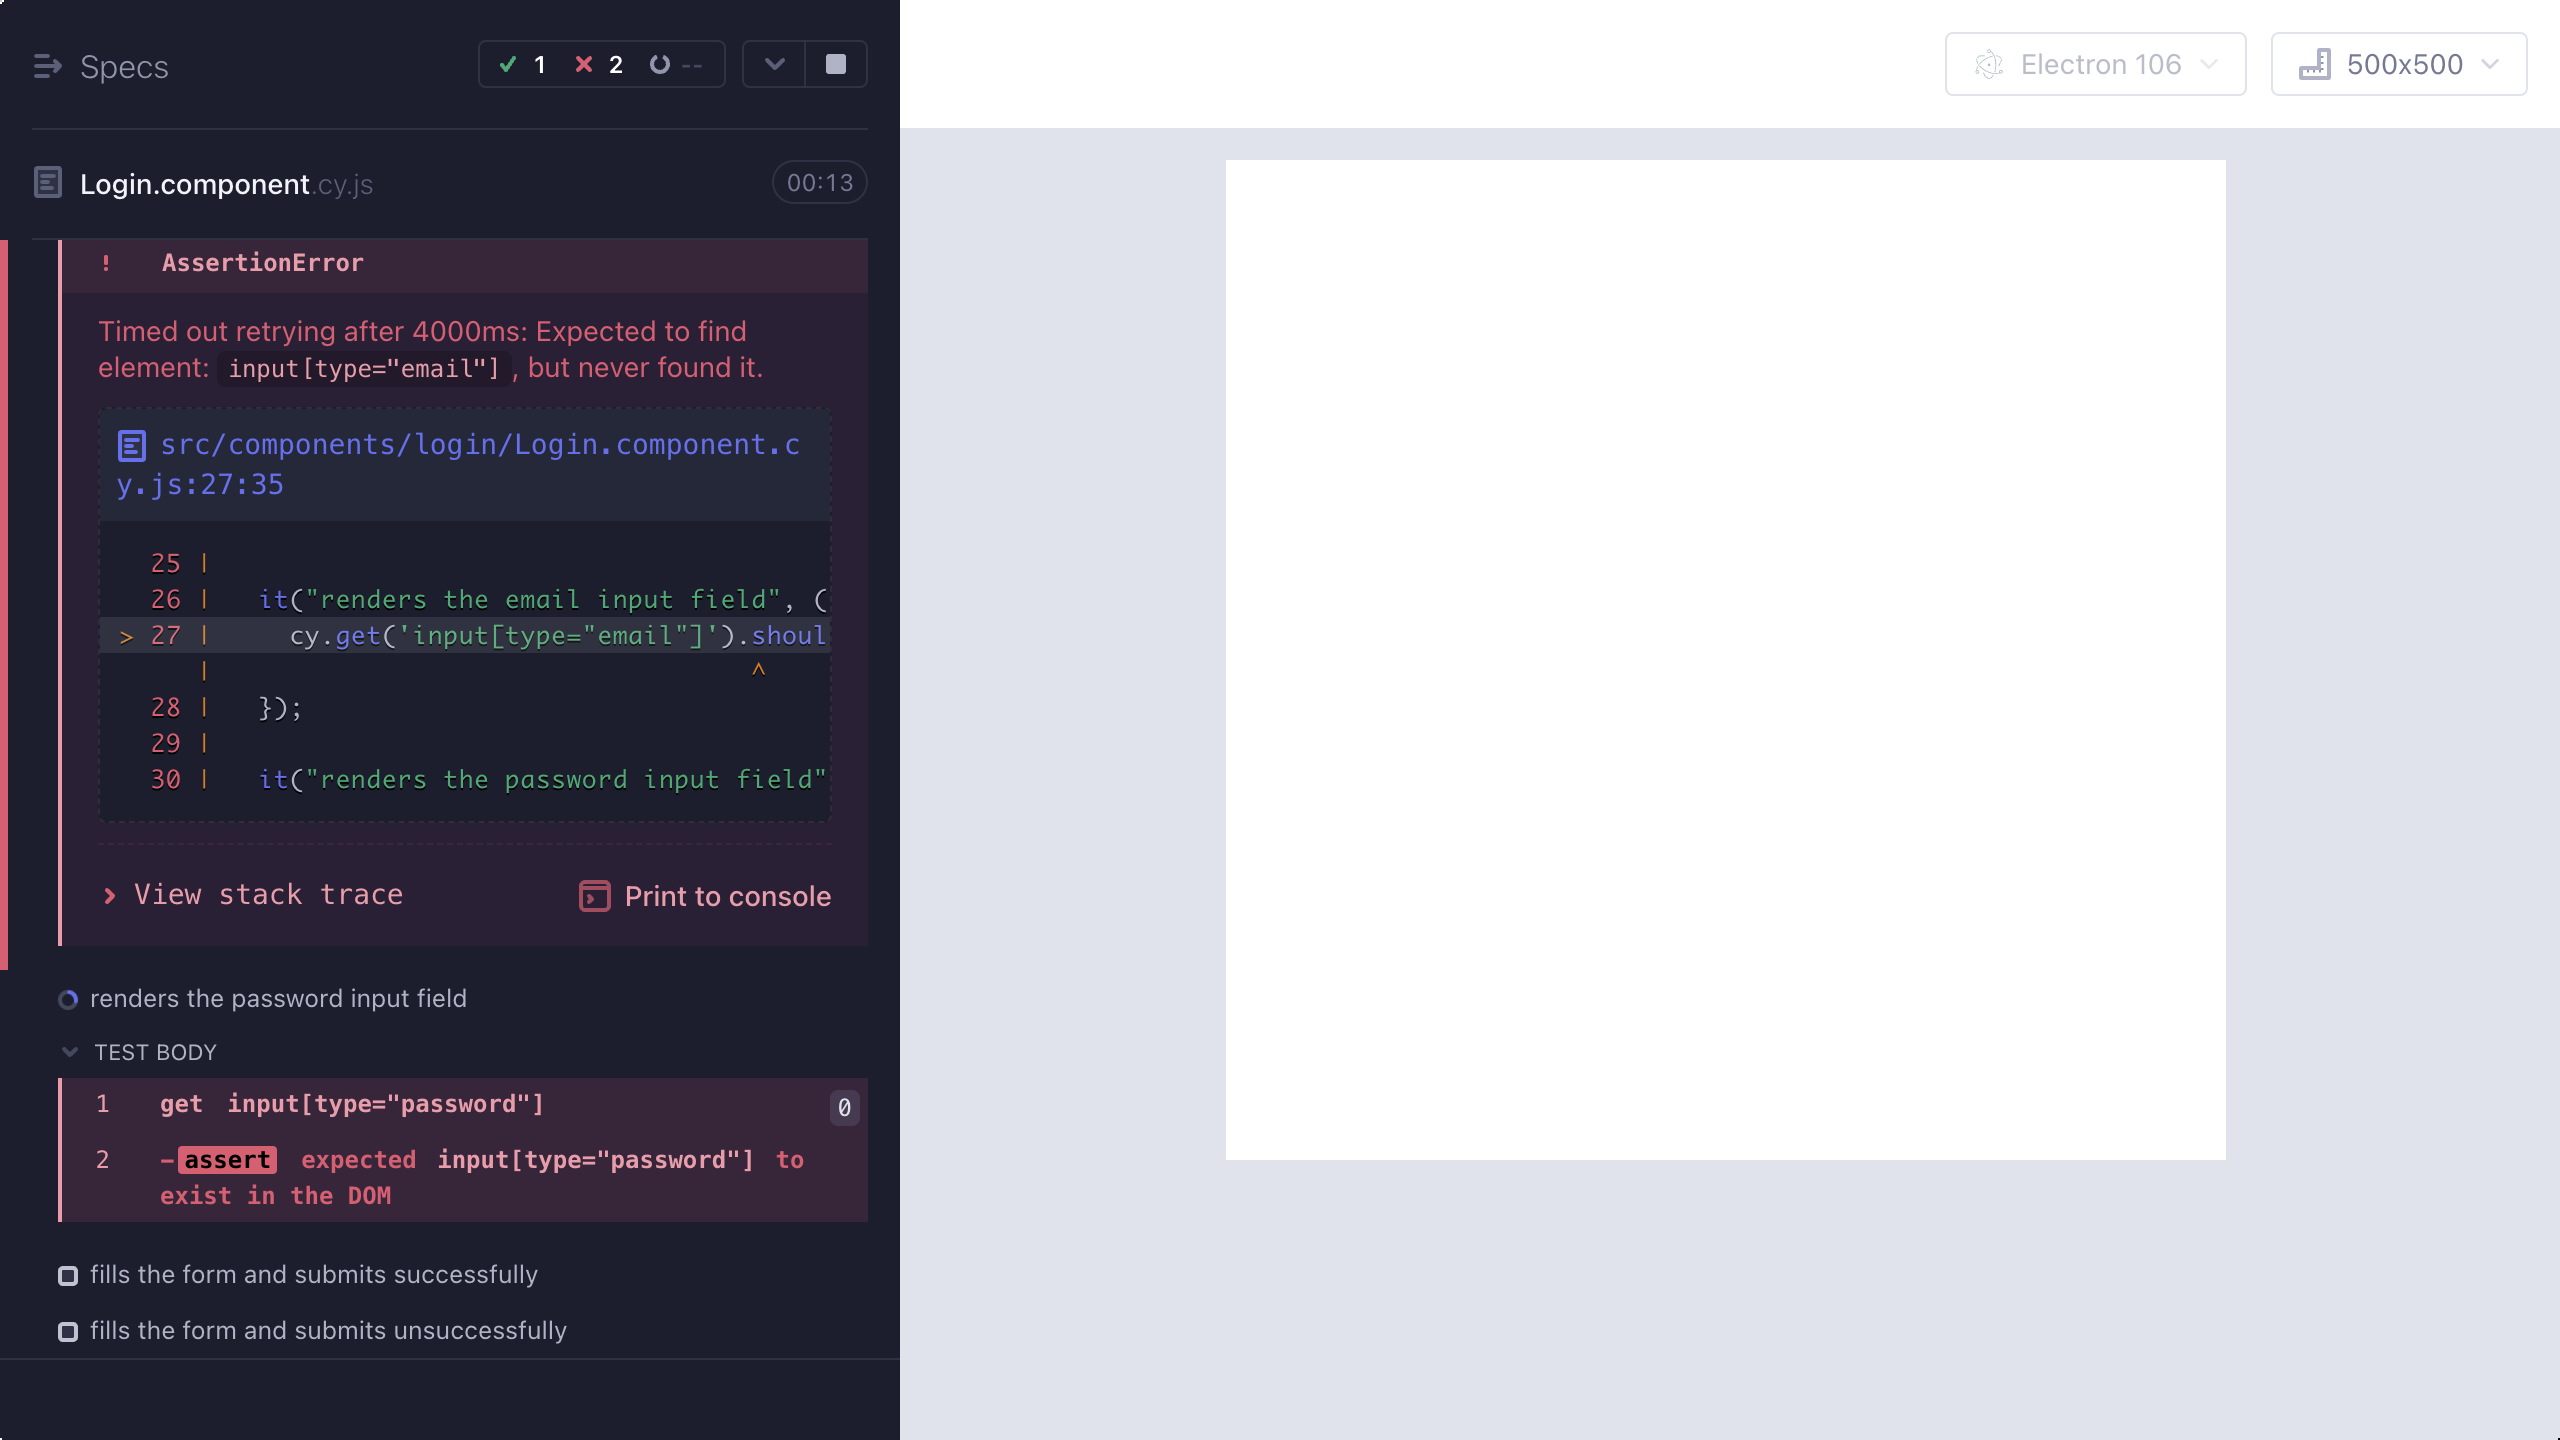 Specs
1 2 --
Login.component.cy.js
00:13
! AssertionError
Timed out retrying after 4000ms: Expected to find
element: input[type="email"], but never found it.
src/components/login/Login.component.c
y.js:27:35
25 |
26 | it("renders the email input field", (
> 27 | cy.get('input[type="email"]').shoul
| ^
28 | });
29 |
30 | it("renders the password input field"
View stack trace
Print to console
renders the password input field
TEST BODY
1 get input[type="password"] 0
2 -assert expected input[type="password"] to
exist in the DOM
fills the form and submits successfully
fills the form and submits unsuccessfully
Electron 106
500x500